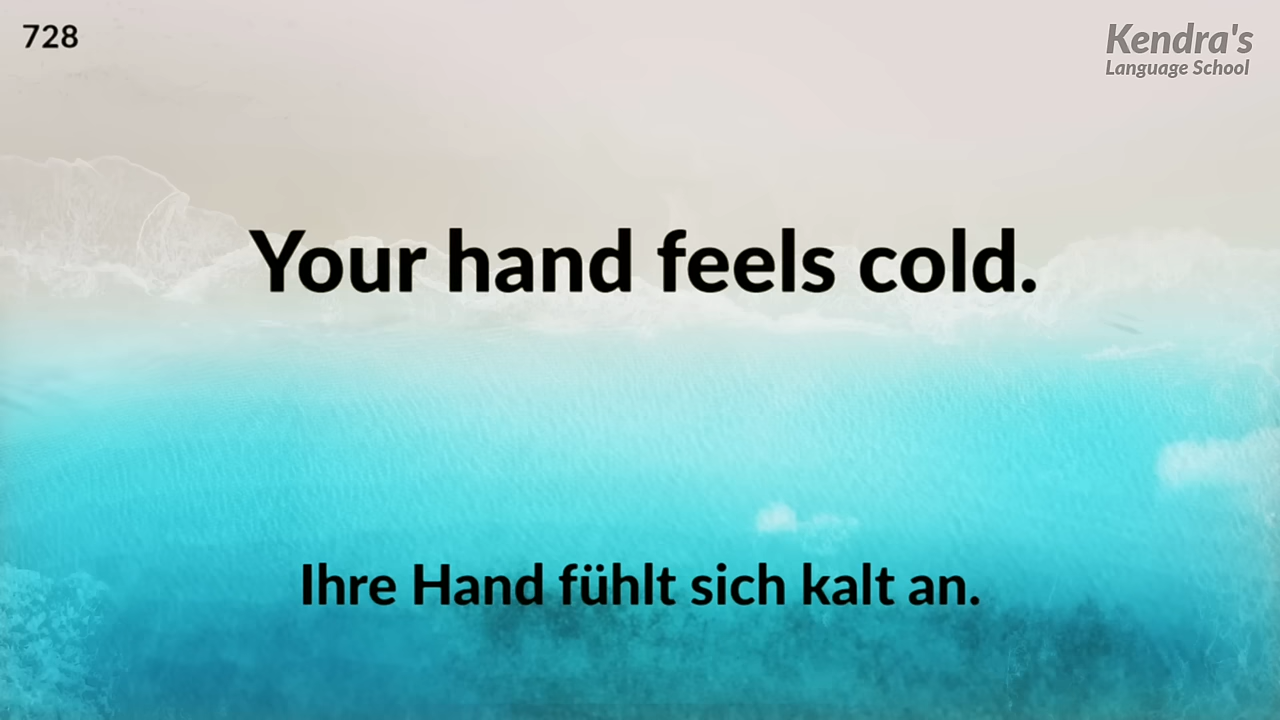 728
Kendra's
Language School
Your hand feels cold.
Ihre Hand fühlt sich kalt an.